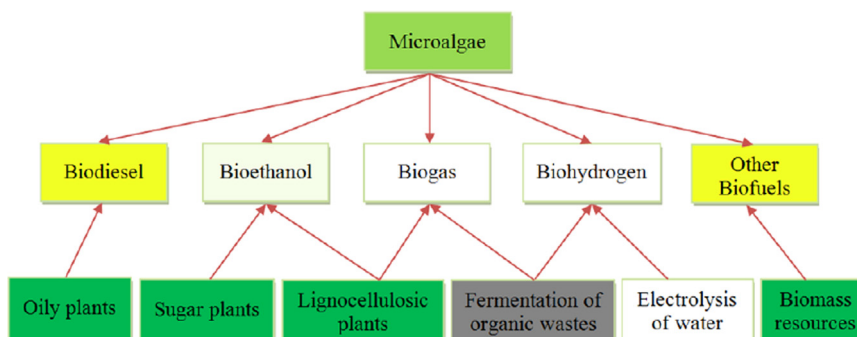 Microalgae
Biodiesel
Bioethanol
Biogas
Biohydrogen
Other
Biofuels
Oily plants
Sugar plants
Lignocellulosic
plants
Fermentation of
organic wastes
Electrolysis
of water
Biomass
resources